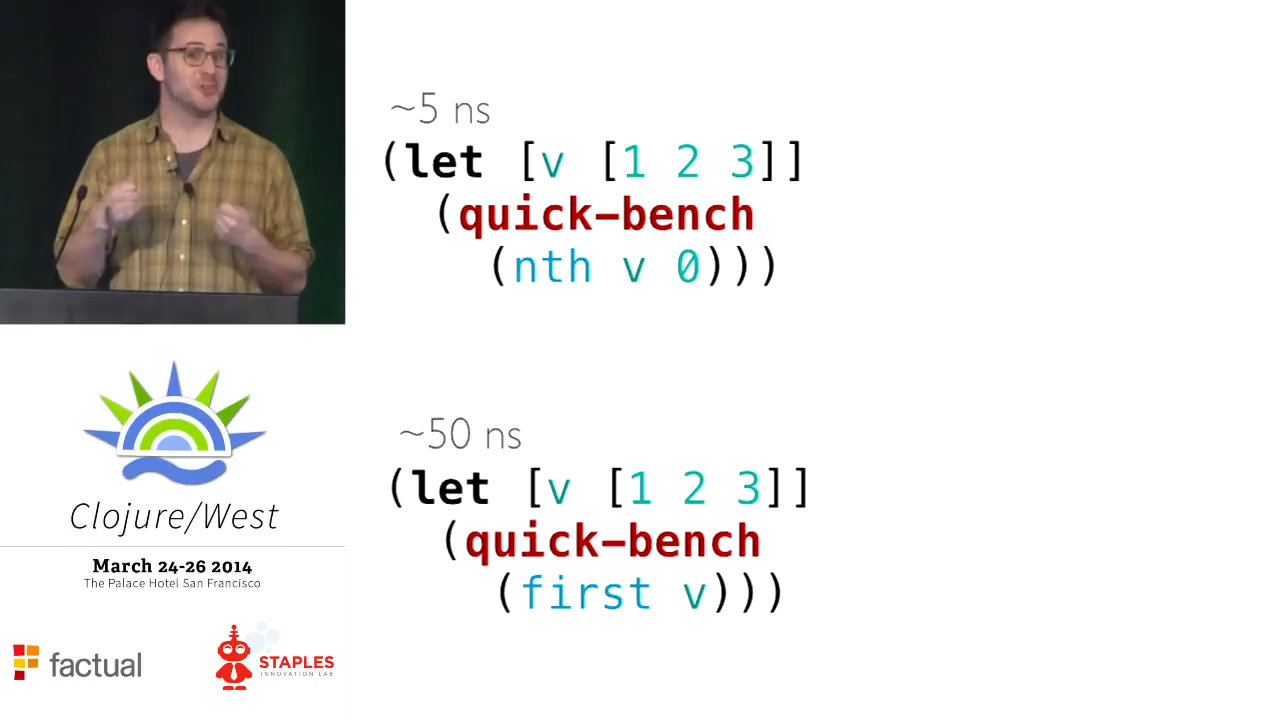 ~5 ns
(let [v [1 2 3]]
(quick-bench
(nth v 0)))
~50 ns
(let [v [1 2 3]]
(quick-bench
(first v)))
Clojure/West
March 24-26 2014
The Palace Hotel San Francisco
factual
STAPLES
INNOVATION LAB